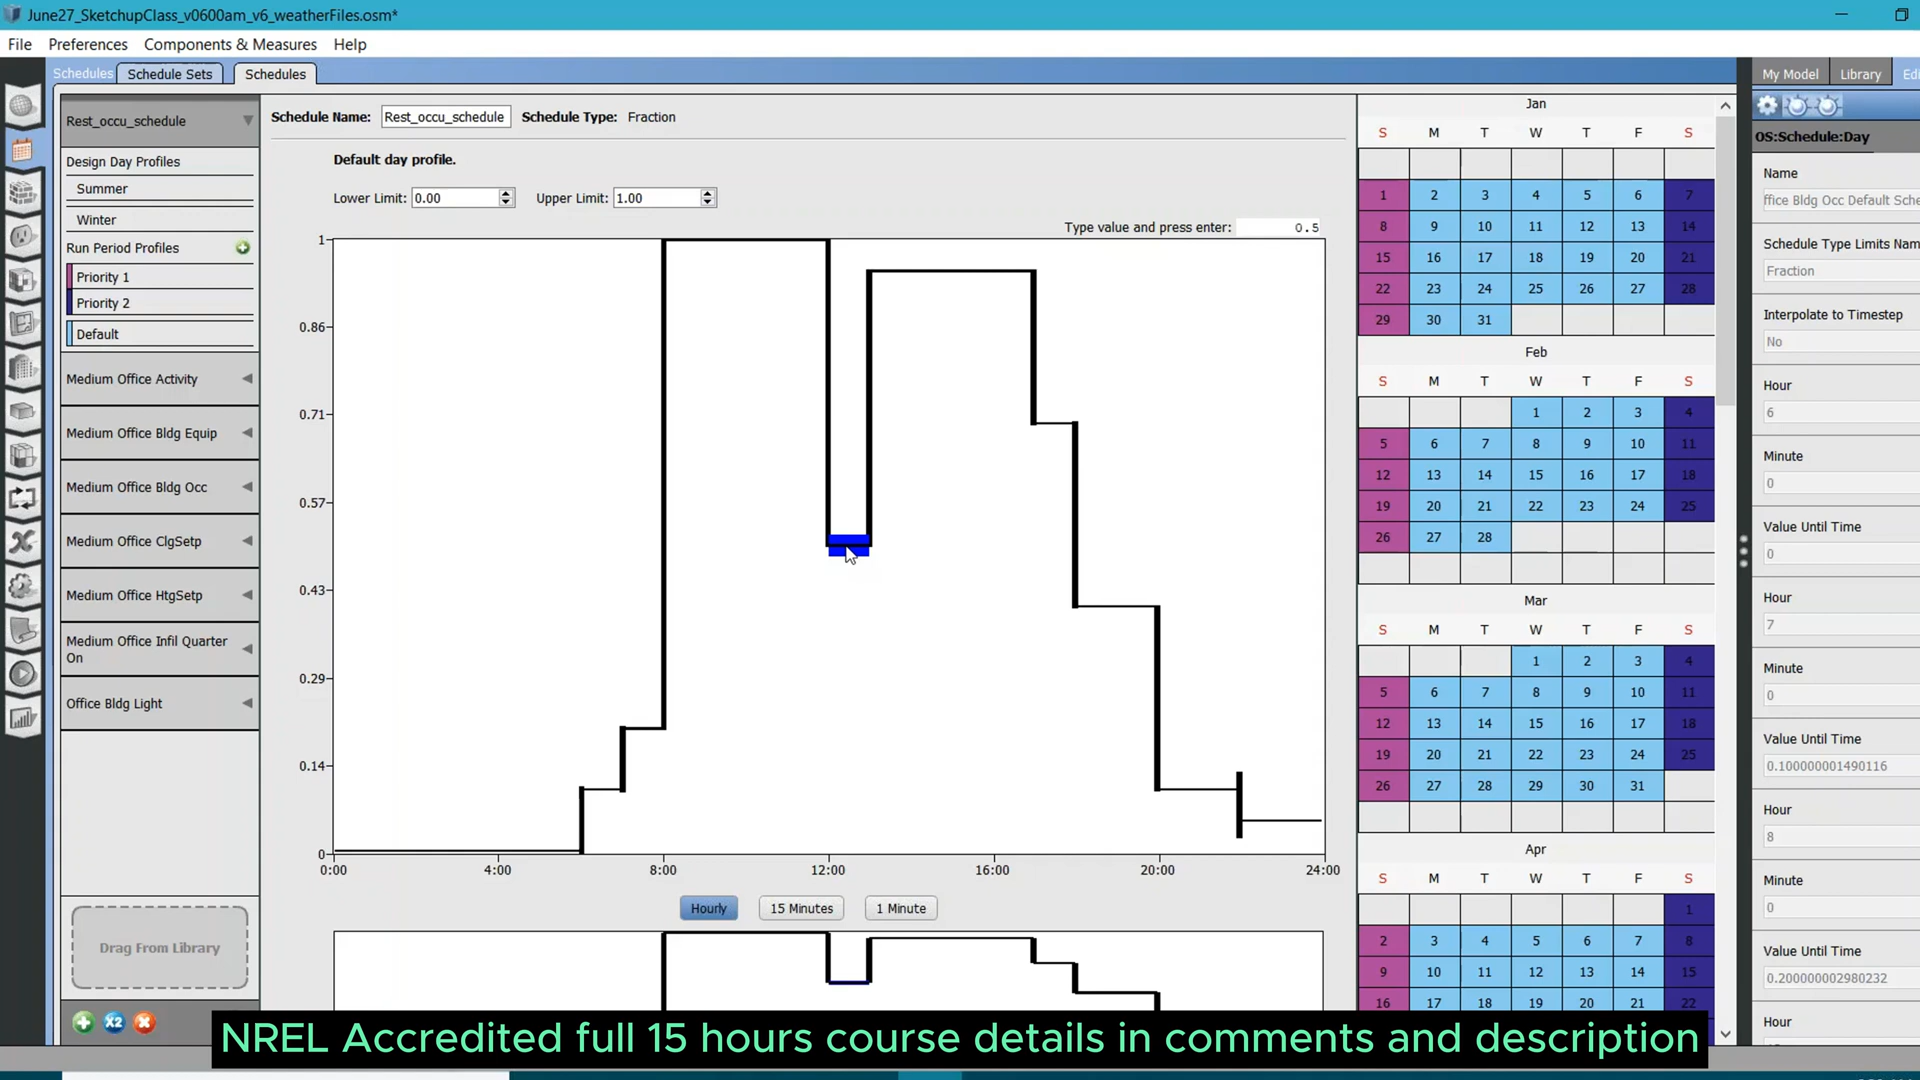 June27_SketchupClass_v0600am_v6_weatherFiles.osm*
File Preferences Components & Measures Help
Schedules Schedule Sets Schedules
My Model Library Edi
Rest_occu_schedule
Design Day Profiles
Summer
Winter
Run Period Profiles
Priority 1
Priority 2
Default
Medium Office Activity
Medium Office Bldg Equip
Medium Office Bldg Occ
Medium Office ClgSetp
Medium Office HtgSetp
Medium Office Infil Quarter
On
Office Bldg Light
Drag From Library
X2
Schedule Name: Rest_occu_schedule Schedule Type: Fraction
Default day profile.
Lower Limit: 0.00 Upper Limit: 1.00
Type value and press enter: 0.5
1
0.86
0.71
0.57
0.43
0.29
0.14
0
0:00 4:00 8:00 12:00 16:00 20:00 24:00
Hourly 15 Minutes 1 Minute
Jan
S M T W T F S
1 2 3 4 5 6 7
8 9 10 11 12 13 14
15 16 17 18 19 20 21
22 23 24 25 26 27 28
29 30 31
Feb
S M T W T F S
1 2 3 4
5 6 7 8 9 10 11
12 13 14 15 16 17 18
19 20 21 22 23 24 25
26 27 28
Mar
S M T W T F S
1 2 3 4
5 6 7 8 9 10 11
12 13 14 15 16 17 18
19 20 21 22 23 24 25
26 27 28 29 30 31
Apr
S M T W T F S
1
2 3 4 5 6 7 8
9 10 11 12 13 14 15
16 17 18 19 20 21 22
OS:Schedule:Day
Name
ffice Bldg Occ Default Sche
Schedule Type Limits Nam
Fraction
Interpolate to Timestep
No
Hour
6
Minute
0
Value Until Time
0
Hour
7
Minute
0
Value Until Time
0.100000001490116
Hour
8
Minute
0
Value Until Time
0.200000002980232
Hour
NREL Accredited full 15 hours course details in comments and description